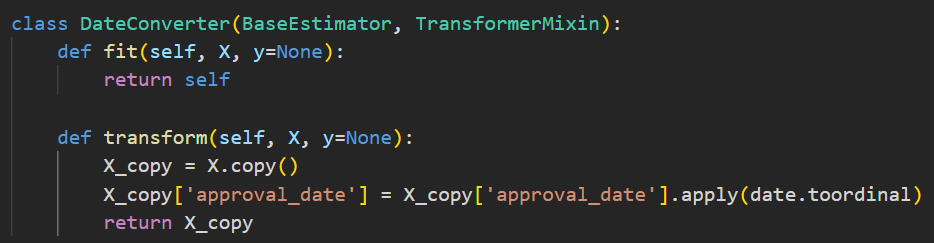 class DateConverter(BaseEstimator, TransformerMixin):
    def fit(self, X, y=None):
        return self

    def transform(self, X, y=None):
        X_copy = X.copy()
        X_copy['approval_date'] = X_copy['approval_date'].apply(date.toordinal)
        return X_copy